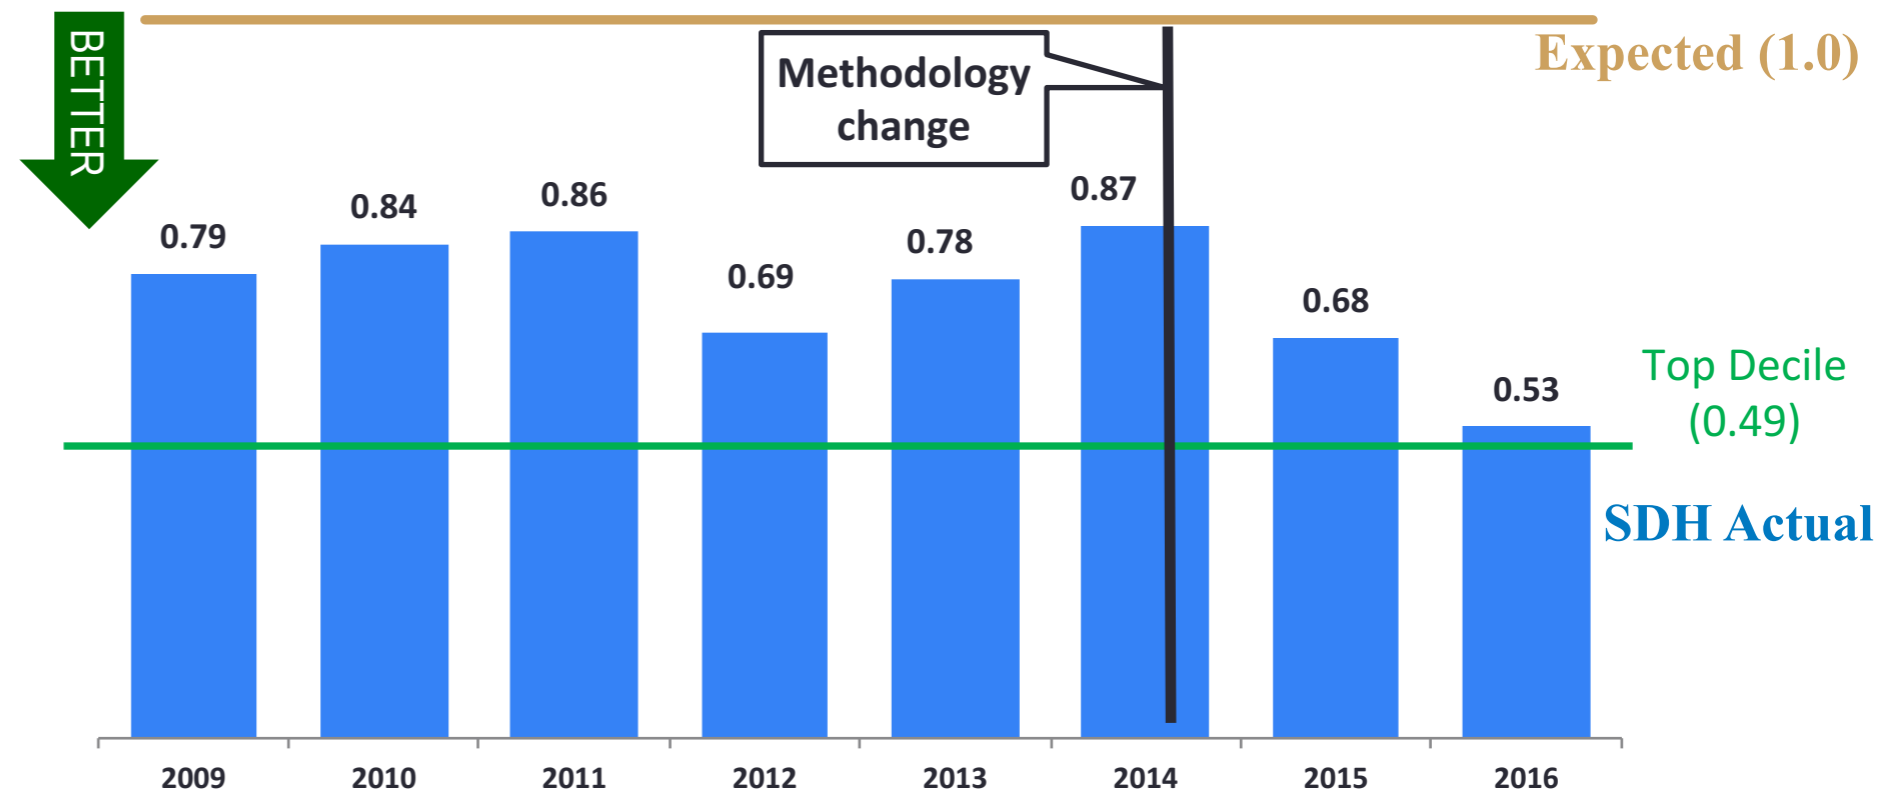 BETTER
Expected (1.0)
Methodology
change
0.79
0.84
0.86
0.69
0.78
0.87
0.68
0.53
Top Decile
(0.49)
SDH Actual
2009
2010
2011
2012
2013
2014
2015
2016